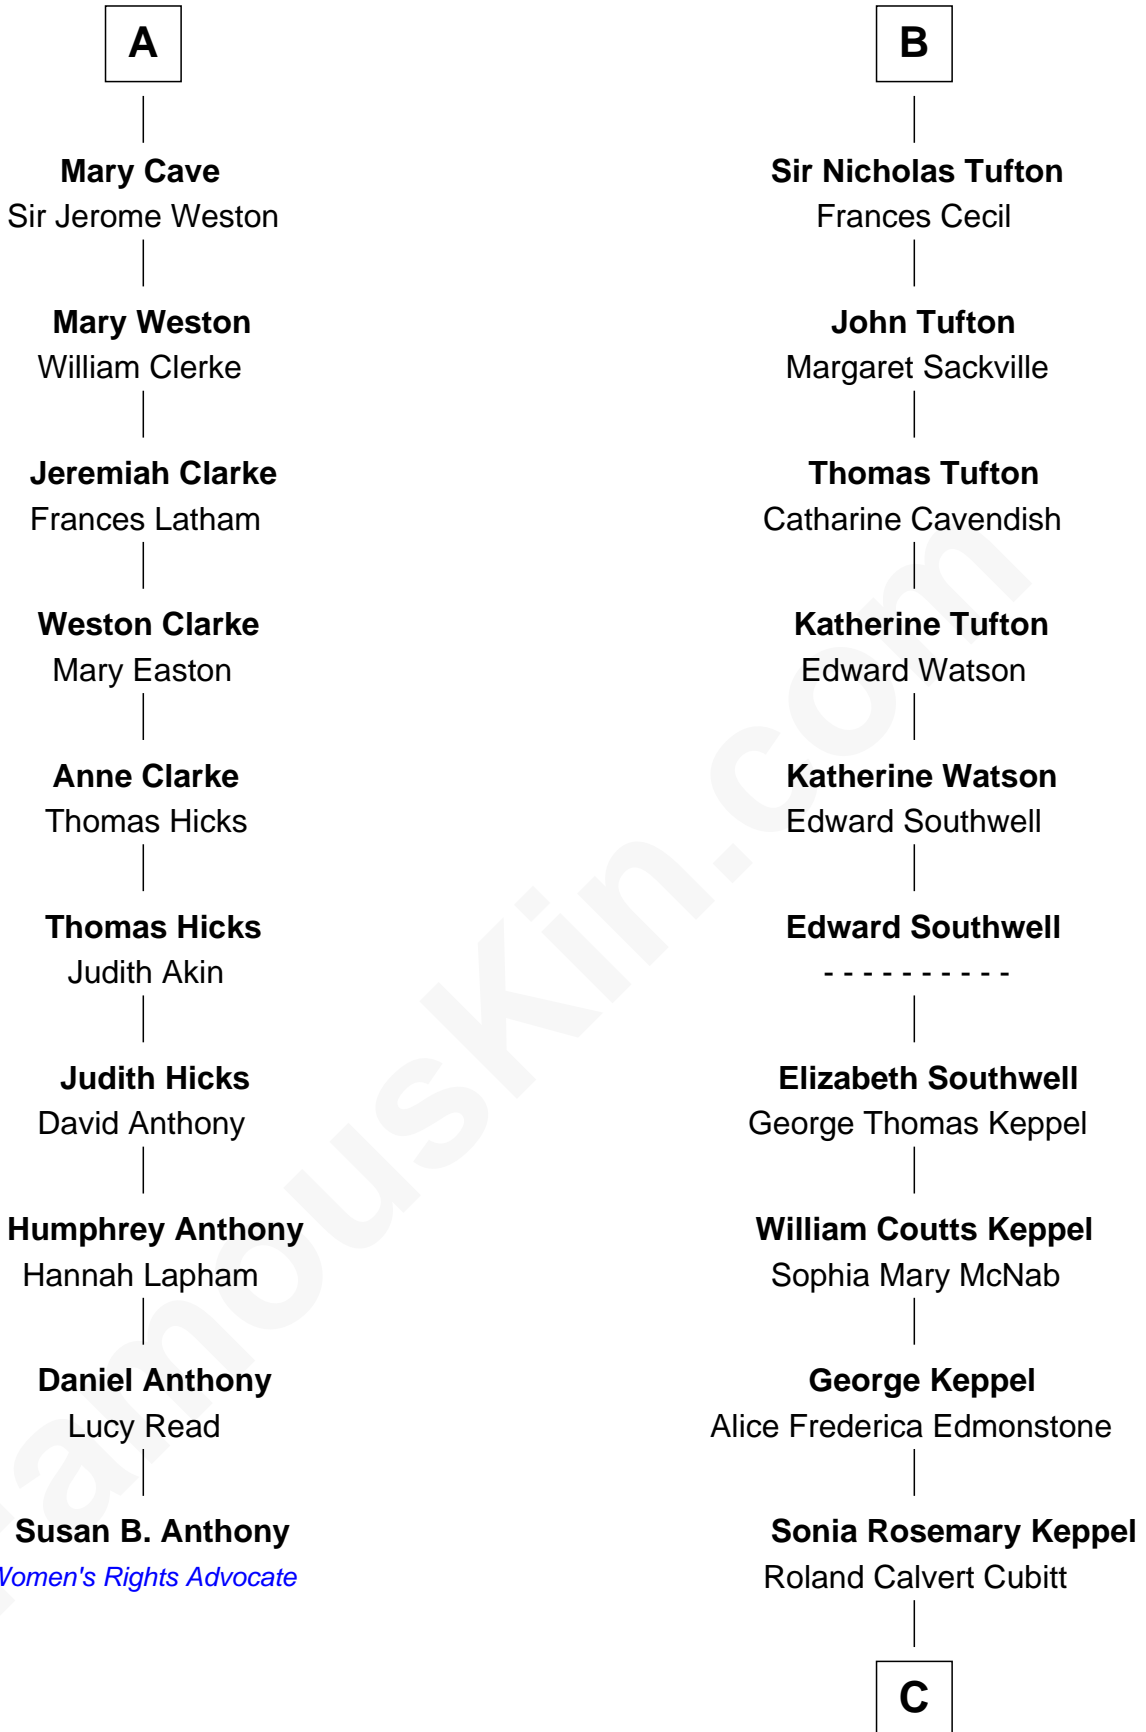 A
Mary Cave
Sir Jerome Weston
Mary Weston
William Clerke
Jeremiah Clarke
Frances Latham
Weston Clarke
Mary Easton
Anne Clarke
Thomas Hicks
Thomas Hicks
Judith Akin
Judith Hicks
David Anthony
Humphrey Anthony
Hannah Lapham
Daniel Anthony
Lucy Read
Susan B. Anthony
Women's Rights Advocate
B
Sir Nicholas Tufton
Frances Cecil
John Tufton
Margaret Sackville
Thomas Tufton
Catharine Cavendish
Katherine Tufton
Edward Watson
Katherine Watson
Edward Southwell
Edward Southwell
- - - - - - - - - -
Elizabeth Southwell
George Thomas Keppel
William Coutts Keppel
Sophia Mary McNab
George Keppel
Alice Frederica Edmonstone
Sonia Rosemary Keppel
Roland Calvert Cubitt
C
FamousKin.com